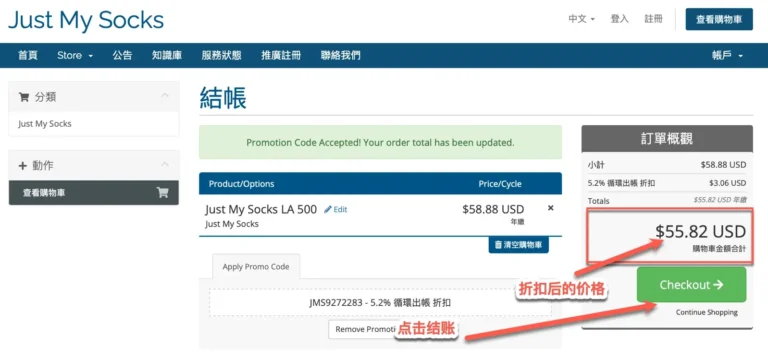 Just My Socks
中文
登入
註冊
查看購物車
首頁
Store
公告
知識庫
服務狀態
推廣註冊
聯絡我們
帳戶
分類
Just My Socks
動作
查看購物車
結帳
Promotion Code Accepted! Your order total has been updated.
Product/Options Price/Cycle
Just My Socks LA 500 Edit $58.88 USD
Just My Socks 年繳
清空購物車
Apply Promo Code
JMS9272283 - 5.2% 循環出帳 折扣
Remove Promoti
訂單概觀
小計 $58.88 USD
5.2% 循環出帳 折扣 $3.06 USD
Totals $55.82 USD 年繳
$55.82 USD
購物車金額合計
折扣后的价格
Checkout
点击结账
Continue Shopping